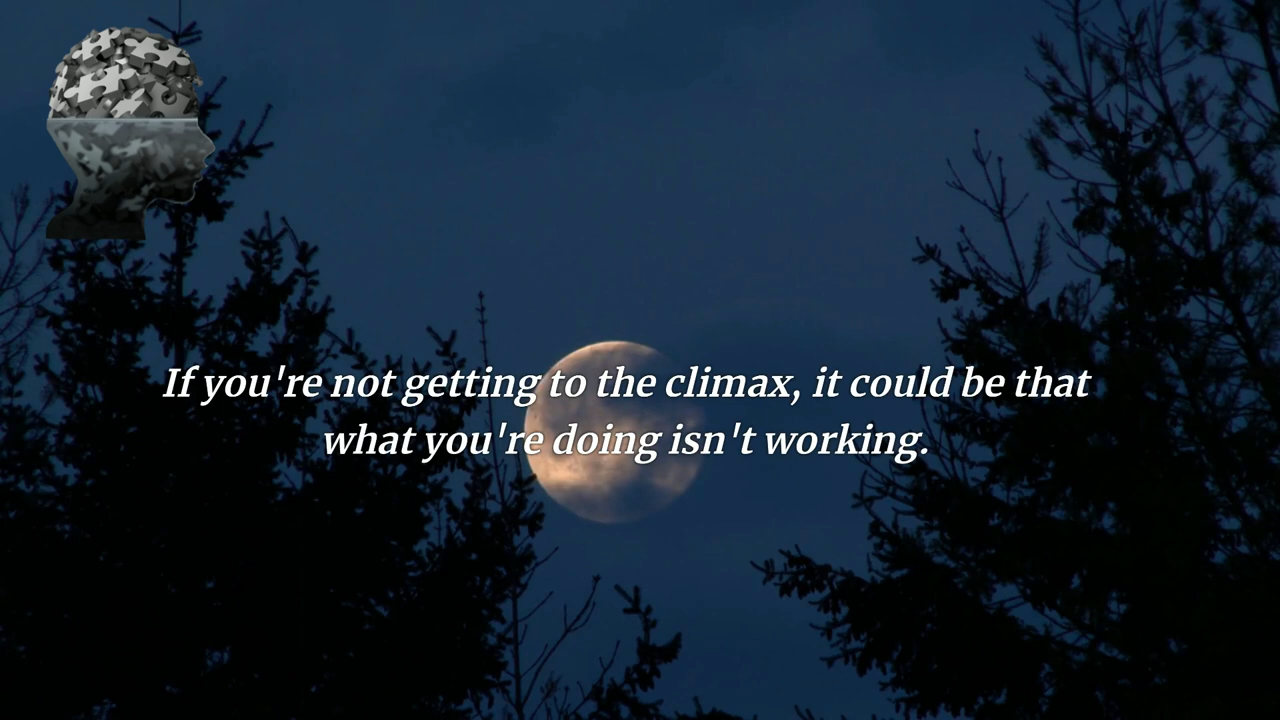 If you're not getting to the climax, it could be that
what you're doing isn't working.